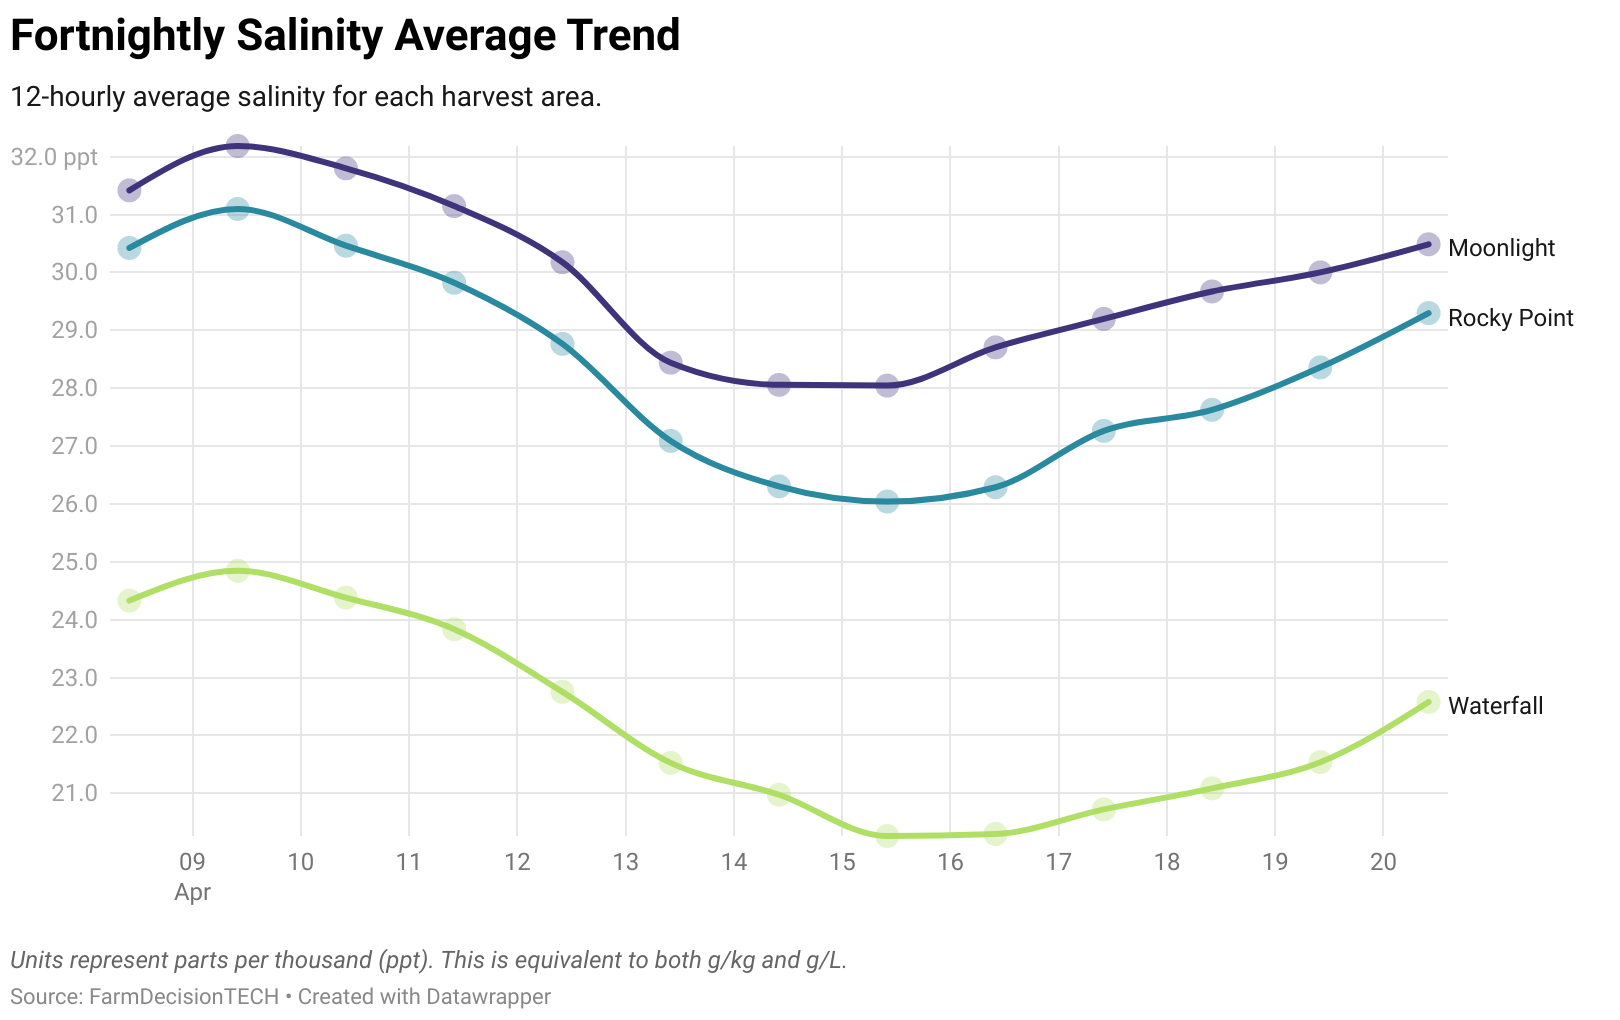 Fortnightly Salinity Average Trend
12-hourly average salinity for each harvest area.
32.0 ppt
31.0
30.0
29.0
28.0
27.0
26.0
25.0
24.0
23.0
22.0
21.0
Moonlight
Rocky Point
Waterfall
09 10 11 12 13 14 15 16 17 18 19 20
Apr
Units represent parts per thousand (ppt). This is equivalent to both g/kg and g/L.
Source: FarmDecisionTECH • Created with Datawrapper